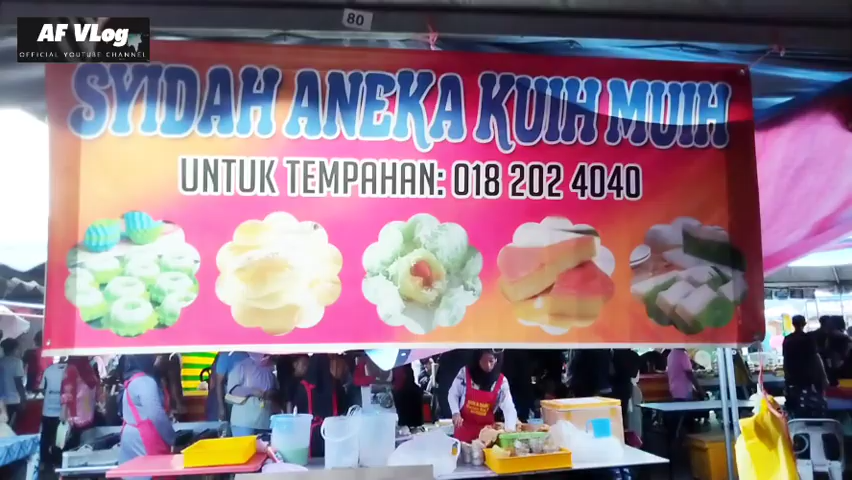 80
AF VLog
OFFICIAL YOUTUBE CHANNEL
SYIDAH ANEKA KUIH MUIH
UNTUK TEMPAHAN: 018 202 4040